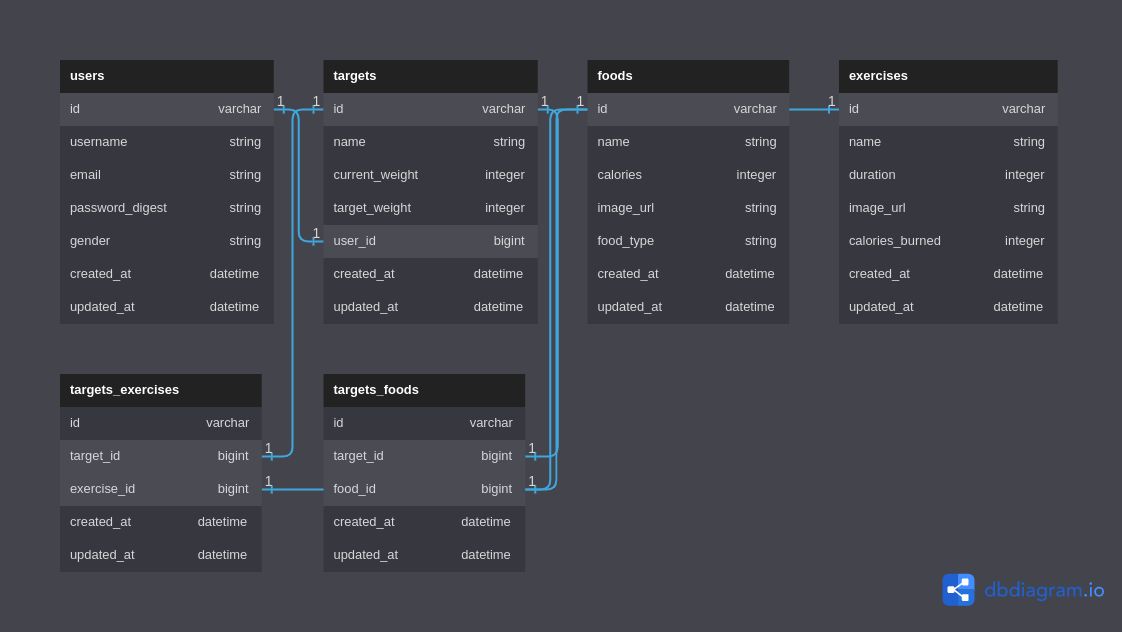 users
id varchar
username string
email string
password_digest string
gender string
created_at datetime
updated_at datetime
1
targets
1 id varchar
name string
current_weight integer
target_weight integer
1 user_id bigint
created_at datetime
updated_at datetime
1
foods
1 id varchar
name string
calories integer
image_url string
food_type string
created_at datetime
updated_at datetime
exercises
1 id varchar
name string
duration integer
image_url string
calories_burned integer
created_at datetime
updated_at datetime
targets_exercises
id varchar
target_id bigint 1
exercise_id bigint 1
created_at datetime
updated_at datetime
targets_foods
id varchar
target_id bigint 1
food_id bigint 1
created_at datetime
updated_at datetime
dbdiagram.io